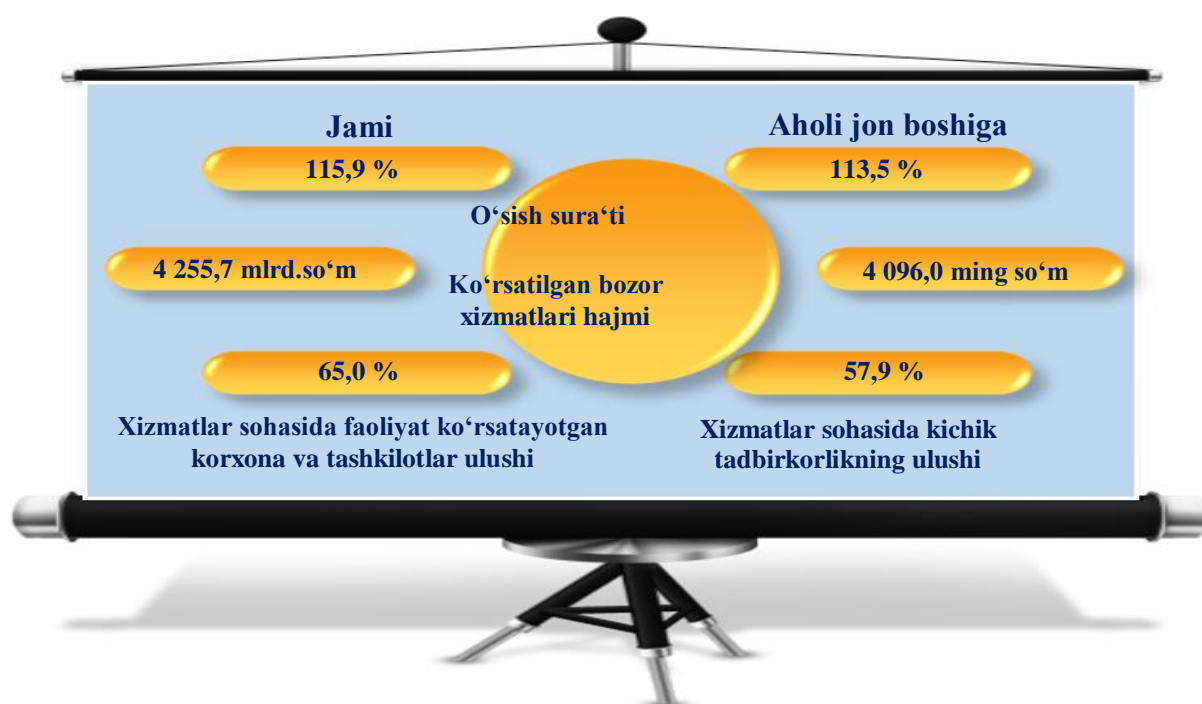 Jami
Aholi jon boshiga
115,9 %
113,5 %
O‘sish sura‘ti
4 255,7 mlrd.so‘m
4 096,0 ming so‘m
Ko‘rsatilgan bozor
xizmatlari hajmi
65,0 %
57,9 %
Xizmatlar sohasida faoliyat ko‘rsatayotgan
korxona va tashkilotlar ulushi
Xizmatlar sohasida kichik
tadbirkorlikning ulushi